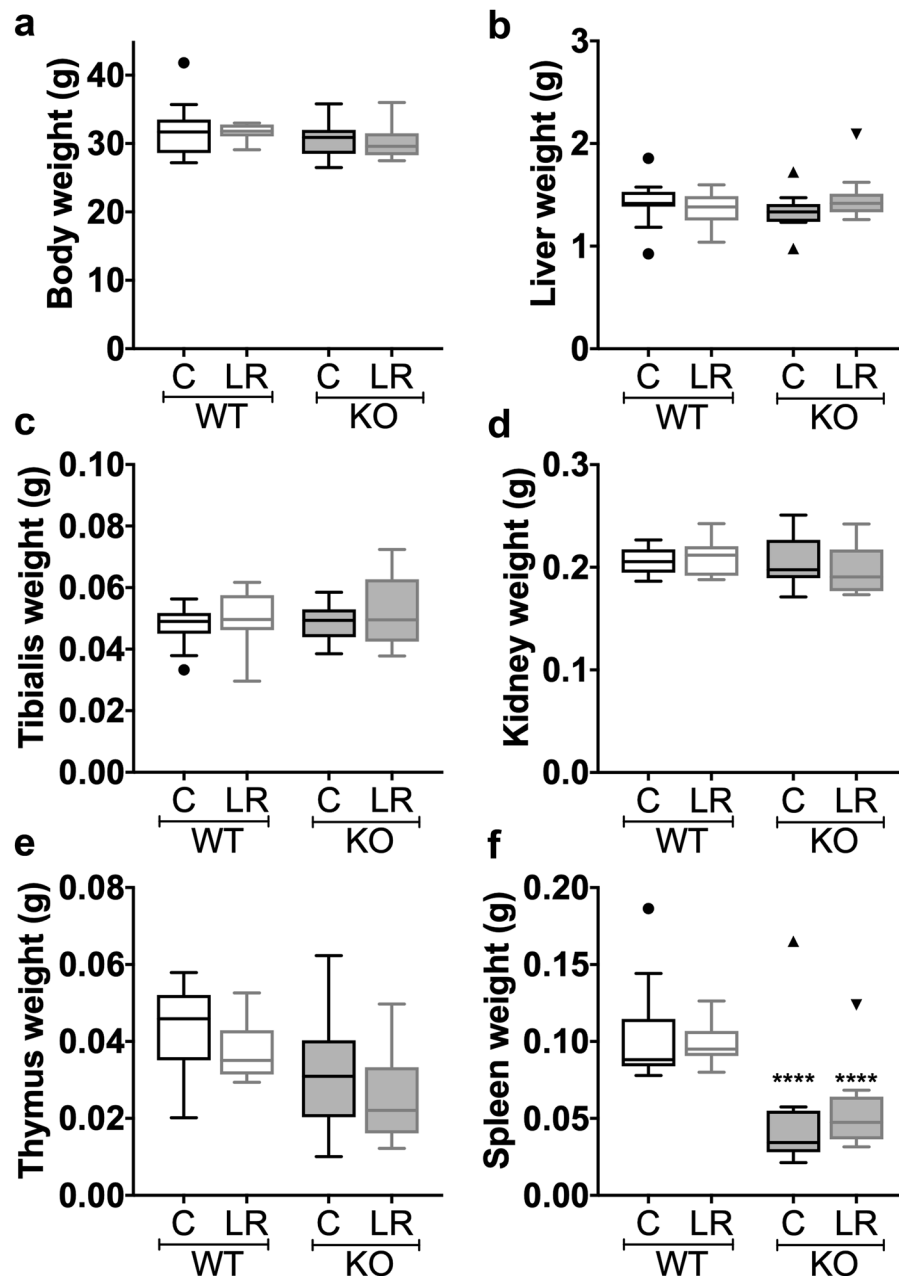 a
Body weight (g)
40
30
20
10
0
C LR C LR
WT KO
b
Liver weight (g)
3
2
1
0
C LR C LR
WT KO
c
Tibialis weight (g)
0.10
0.08
0.06
0.04
0.02
0.00
C LR C LR
WT KO
d
Kidney weight (g)
0.3
0.2
0.1
0.0
C LR C LR
WT KO
e
Thymus weight (g)
0.08
0.06
0.04
0.02
0.00
C LR C LR
WT KO
f
Spleen weight (g)
0.20
0.15
0.10
0.05
0.00
**** ****
C LR C LR
WT KO